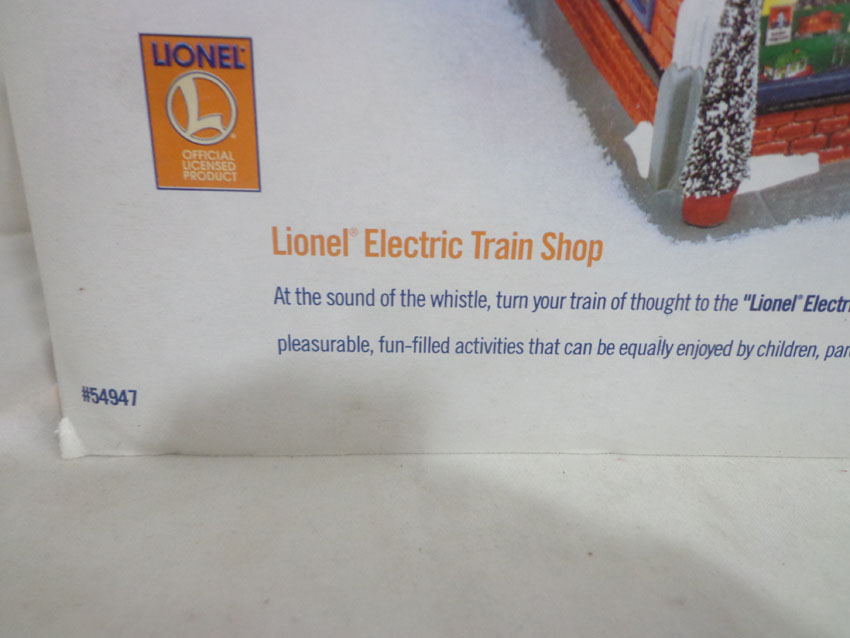 LIONEL
L
OFFICIAL
LICENSED
PRODUCT
Lionel® Electric Train Shop
At the sound of the whistle, turn your train of thought to the "Lionel® Electr
pleasurable, fun-filled activities that can be equally enjoyed by children, par
#54947